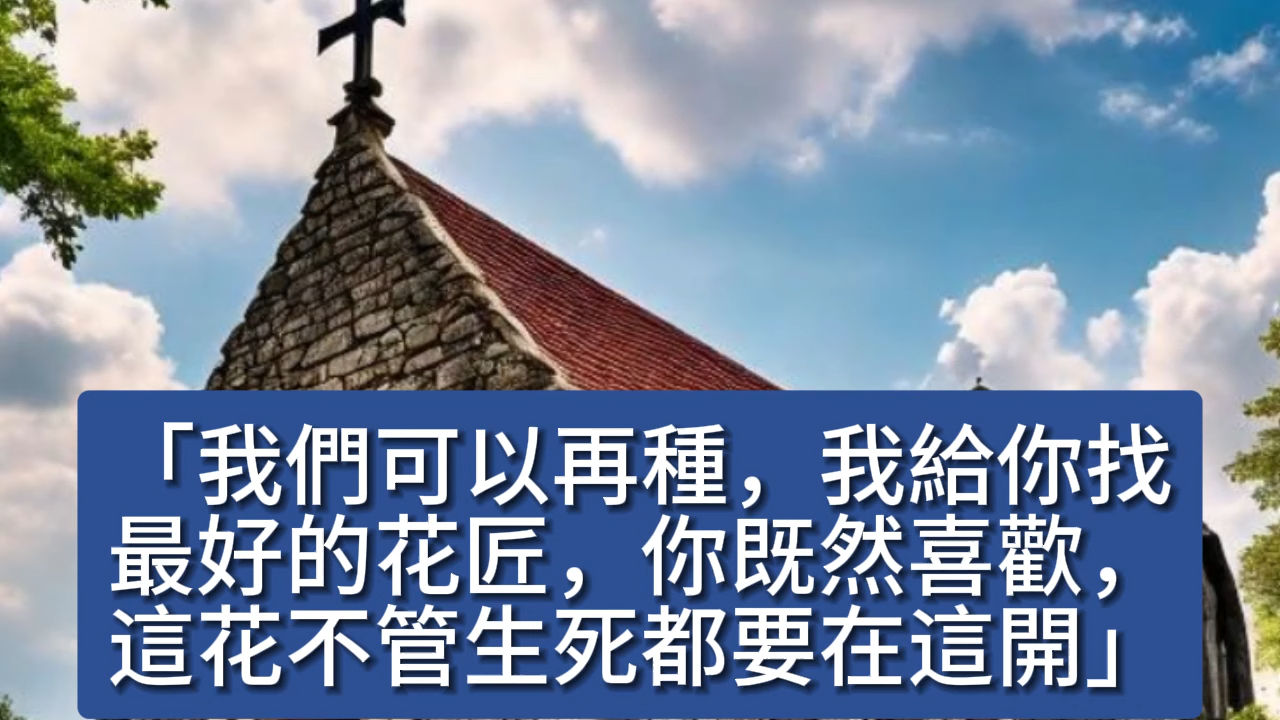 「我們可以再種，我給你找
最好的花匠，你既然喜歡，
這花不管生死都要在這開」